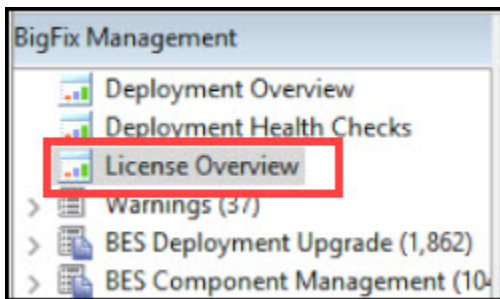 BigFix Management
Deployment Overview
Deployment Health Checks
License Overview
Warnings (37)
BES Deployment Upgrade (1,862)
BES Component Management (10